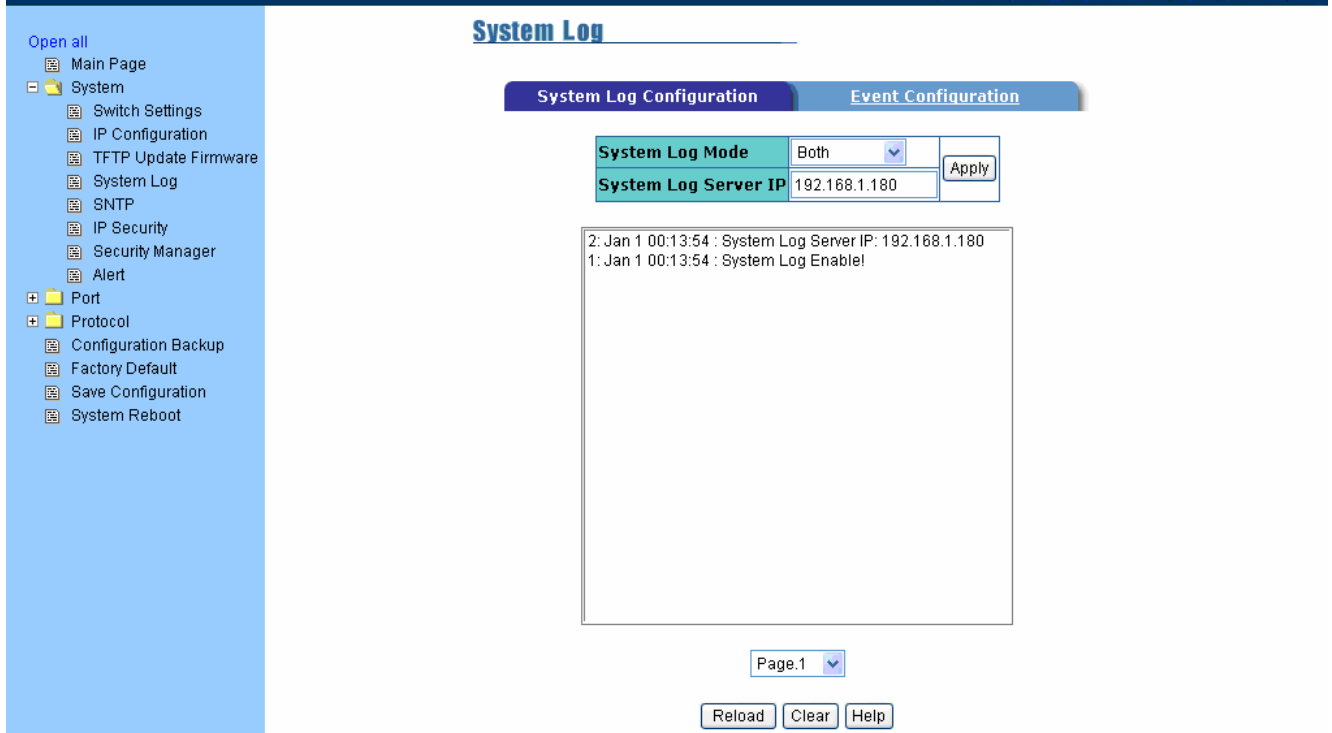 Open all
Main Page
System
Switch Settings
IP Configuration
TFTP Update Firmware
System Log
SNTP
IP Security
Security Manager
Alert
Port
Protocol
Configuration Backup
Factory Default
Save Configuration
System Reboot
System Log
System Log Configuration
Event Configuration
System Log Mode Both
Apply
System Log Server IP 192.168.1.180
2: Jan 1 00:13:54 : System Log Server IP: 192.168.1.180
1: Jan 1 00:13:54 : System Log Enable!
Page.1
Reload Clear Help